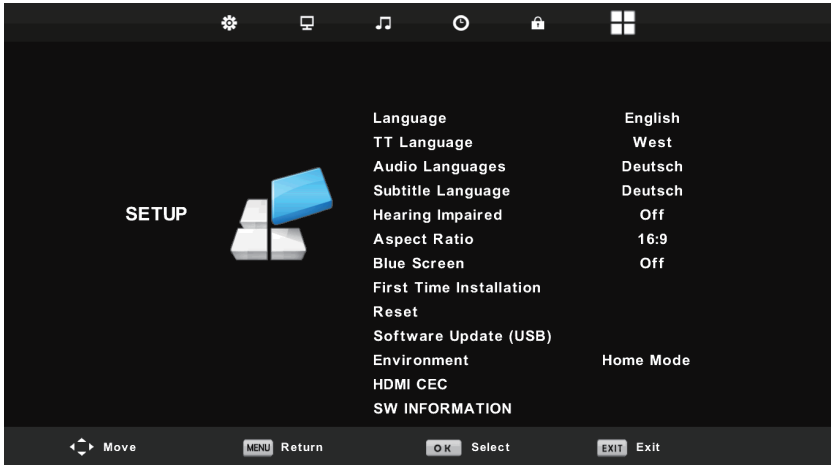 SETUP
Language English
TT Language West
Audio Languages Deutsch
Subtitle Language Deutsch
Hearing Impaired Off
Aspect Ratio 16:9
Blue Screen Off
First Time Installation
Reset
Software Update (USB)
Environment Home Mode
HDMI CEC
SW INFORMATION
Move MENU Return OK Select EXIT Exit